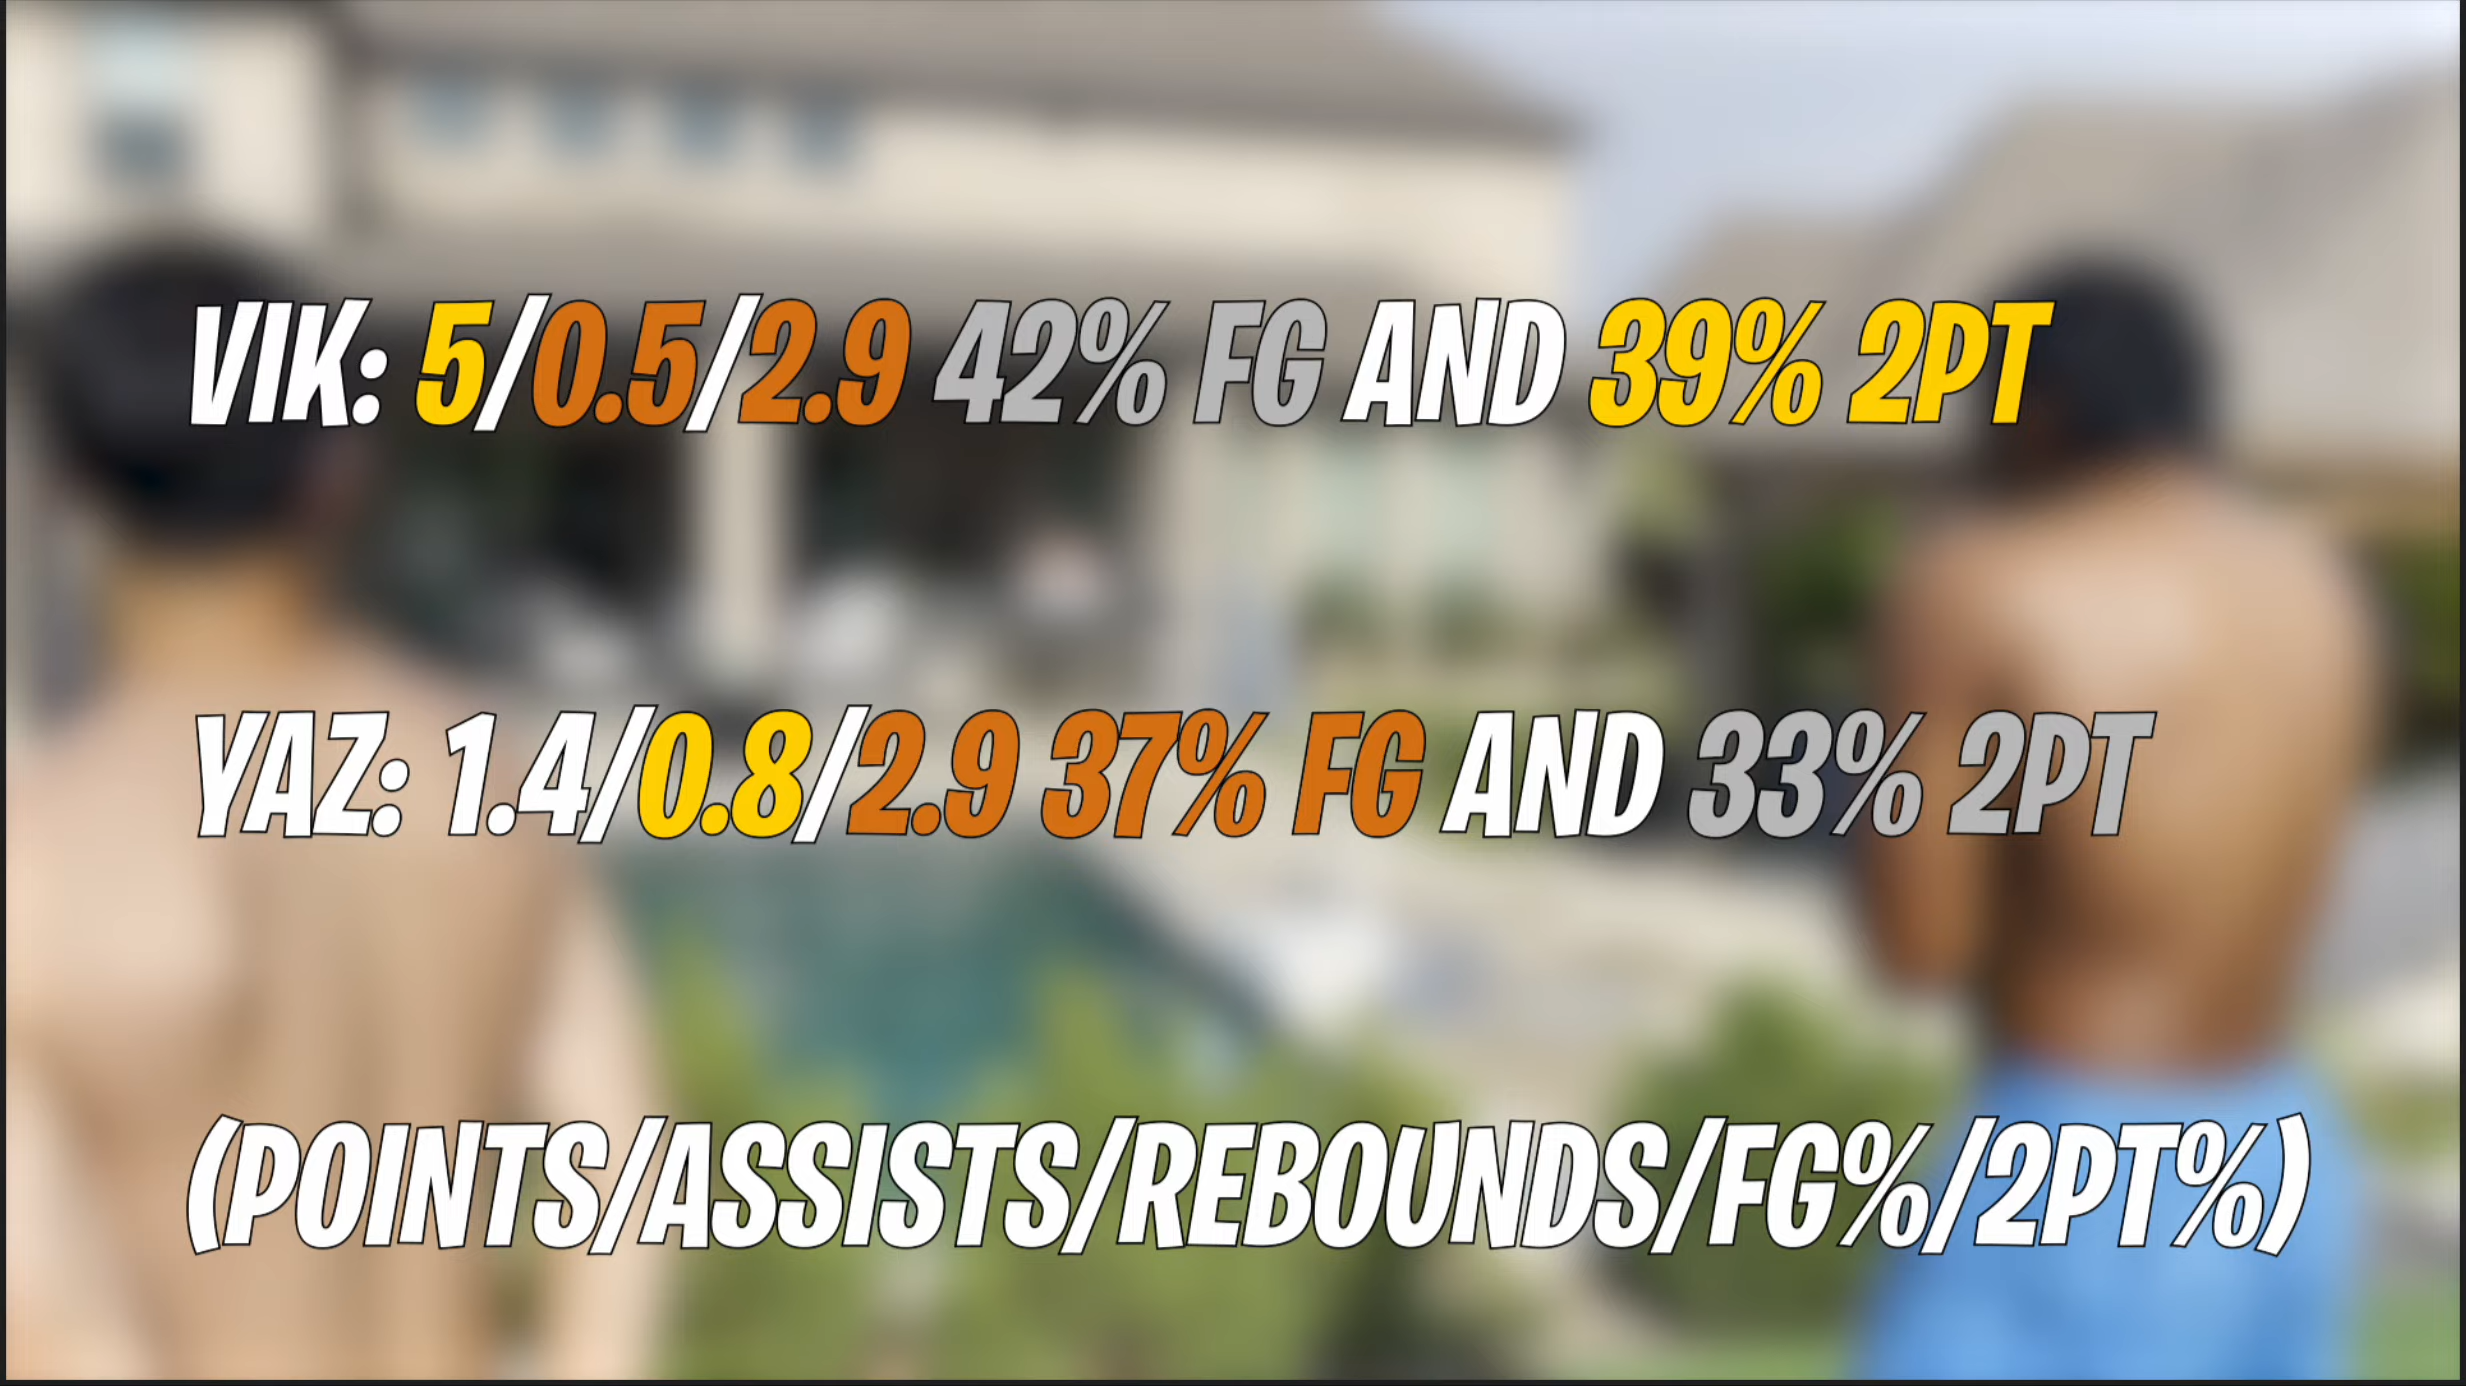 VIK: 5/0.5/2.9 42% FG AND 39% 2PT
YAZ: 1.4/0.8/2.9 37% FG AND 33% 2PT
(POINTS/ASSISTS/REBOUNDS/FG%/2PT%)